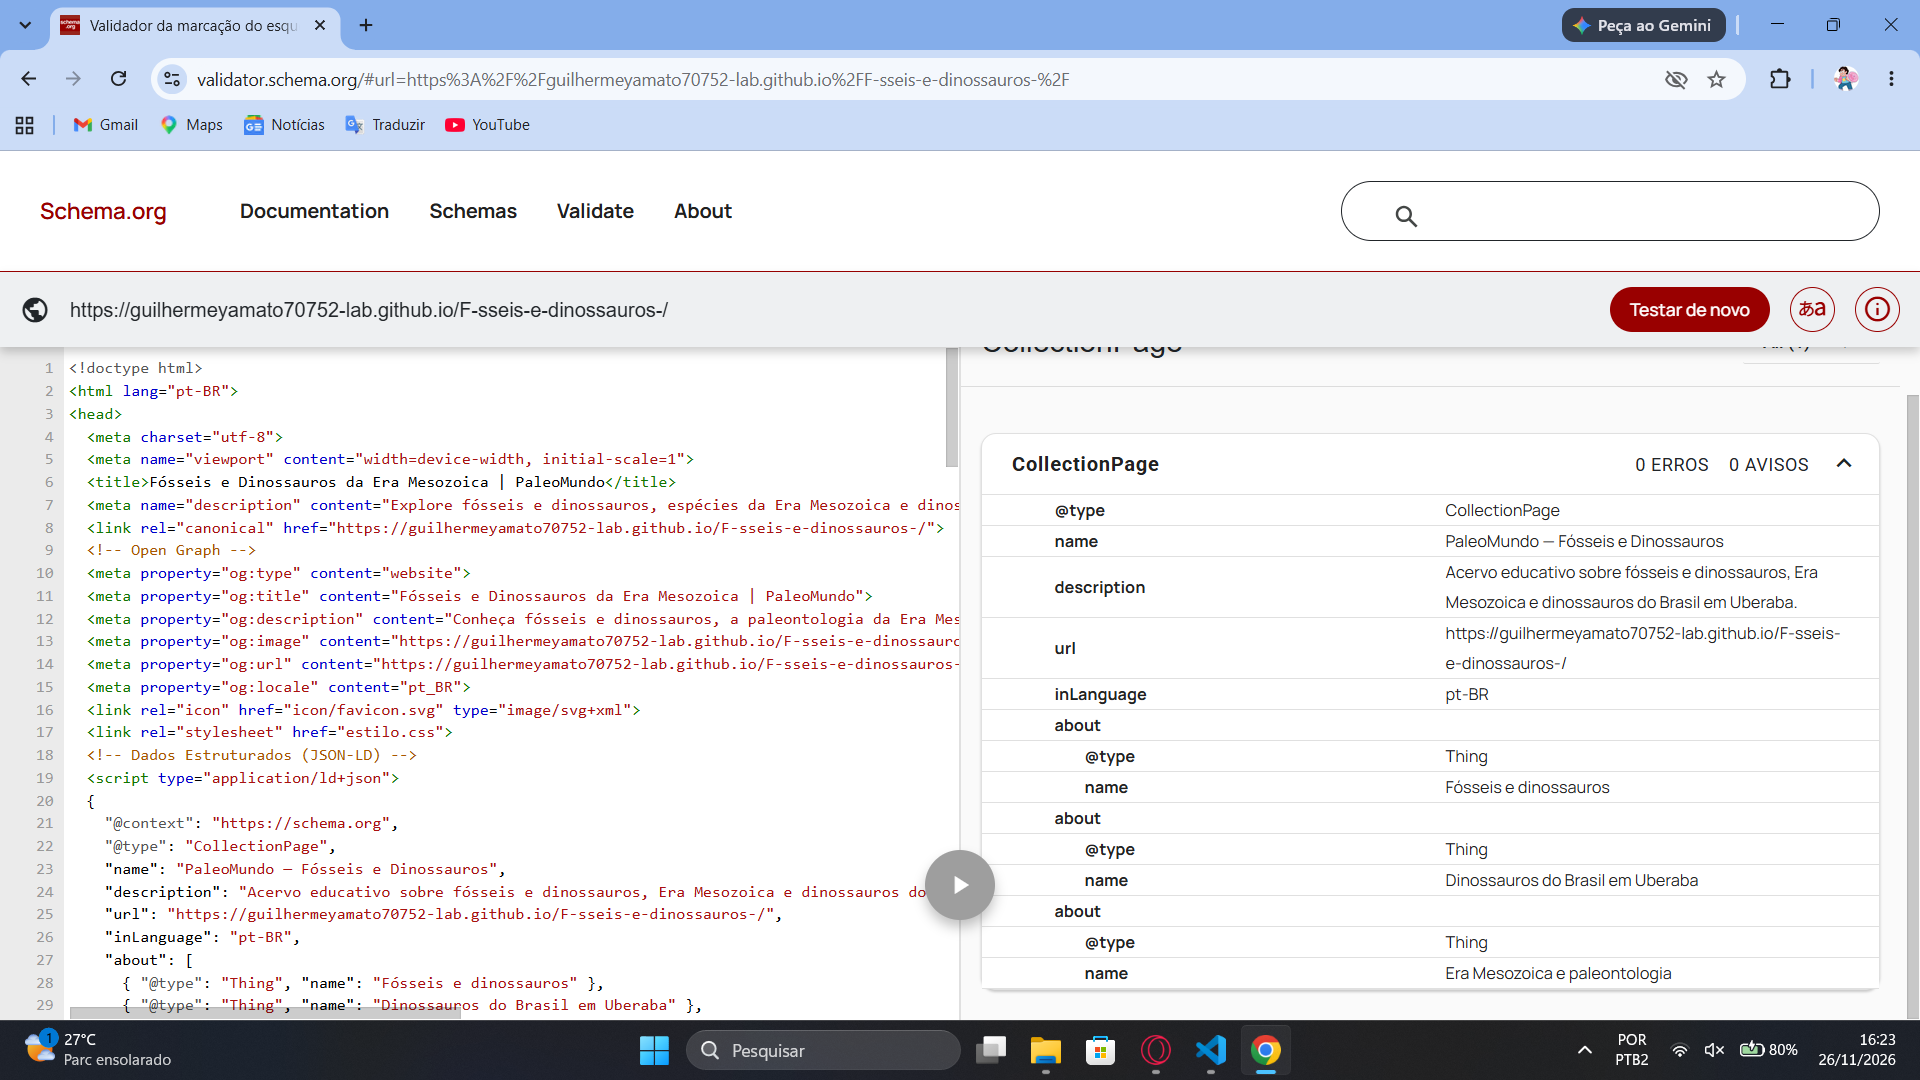 Validador da marcação do esqu
Peça ao Gemini
validator.schema.org/#url=https%3A%2F%2Fguilhermeyamato70752-lab.github.io%2FF-sseis-e-dinossauros-%2F
Gmail
Maps
Notícias
Traduzir
YouTube
Schema.org
Documentation
Schemas
Validate
About
https://guilhermeyamato70752-lab.github.io/F-sseis-e-dinossauros-/
Testar de novo
あa
1 <!doctype html>
2 <html lang="pt-BR">
3 <head>
4 <meta charset="utf-8">
5 <meta name="viewport" content="width=device-width, initial-scale=1">
6 <title>Fósseis e Dinossauros da Era Mesozoica | PaleoMundo</title>
7 <meta name="description" content="Explore fósseis e dinossauros, espécies da Era Mesozoica e dinos
8 <link rel="canonical" href="https://guilhermeyamato70752-lab.github.io/F-sseis-e-dinossauros-/">
9 <!-- Open Graph -->
10 <meta property="og:type" content="website">
11 <meta property="og:title" content="Fósseis e Dinossauros da Era Mesozoica | PaleoMundo">
12 <meta property="og:description" content="Conheça fósseis e dinossauros, a paleontologia da Era Mes
13 <meta property="og:image" content="https://guilhermeyamato70752-lab.github.io/F-sseis-e-dinossauro
14 <meta property="og:url" content="https://guilhermeyamato70752-lab.github.io/F-sseis-e-dinossauros-
15 <meta property="og:locale" content="pt_BR">
16 <link rel="icon" href="icon/favicon.svg" type="image/svg+xml">
17 <link rel="stylesheet" href="estilo.css">
18 <!-- Dados Estruturados (JSON-LD) -->
19 <script type="application/ld+json">
20 {
21 "@context": "https://schema.org",
22 "@type": "CollectionPage",
23 "name": "PaleoMundo — Fósseis e Dinossauros",
24 "description": "Acervo educativo sobre fósseis e dinossauros, Era Mesozoica e dinossauros do
25 "url": "https://guilhermeyamato70752-lab.github.io/F-sseis-e-dinossauros-/",
26 "inLanguage": "pt-BR",
27 "about": [
28 { "@type": "Thing", "name": "Fósseis e dinossauros" },
29 { "@type": "Thing", "name": "Dinossauros do Brasil em Uberaba" },
CollectionPage
CollectionPage 0 ERROS 0 AVISOS
@type CollectionPage
name PaleoMundo — Fósseis e Dinossauros
description Acervo educativo sobre fósseis e dinossauros, Era
Mesozoica e dinossauros do Brasil em Uberaba.
url https://guilhermeyamato70752-lab.github.io/F-sseis-
e-dinossauros-/
inLanguage pt-BR
about
@type Thing
name Fósseis e dinossauros
about
@type Thing
name Dinossauros do Brasil em Uberaba
about
@type Thing
name Era Mesozoica e paleontologia
1
27°C
Parc ensolarado
Pesquisar
POR
PTB2
80%
16:23
26/11/2026